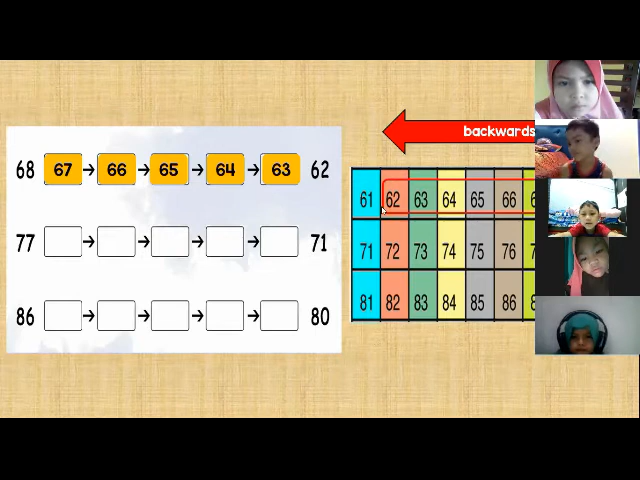 68 67 → 66 → 65 → 64 → 63 62
77 → → → → 71
86 → → → → 80
backwards
61 62 63 64 65 66
71 72 73 74 75 76
81 82 83 84 85 86